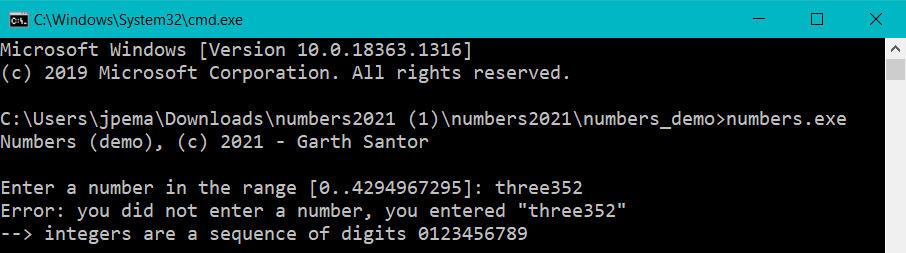 C:\Windows\System32\cmd.exe
Microsoft Windows [Version 10.0.18363.1316]
(c) 2019 Microsoft Corporation. All rights reserved.
C:\Users\jpema\Downloads\numbers2021 (1)\numbers2021\numbers_demo>numbers.exe
Numbers (demo), (c) 2021 - Garth Santor
Enter a number in the range [0..4294967295]: three352
Error: you did not enter a number, you entered "three352"
--> integers are a sequence of digits 0123456789